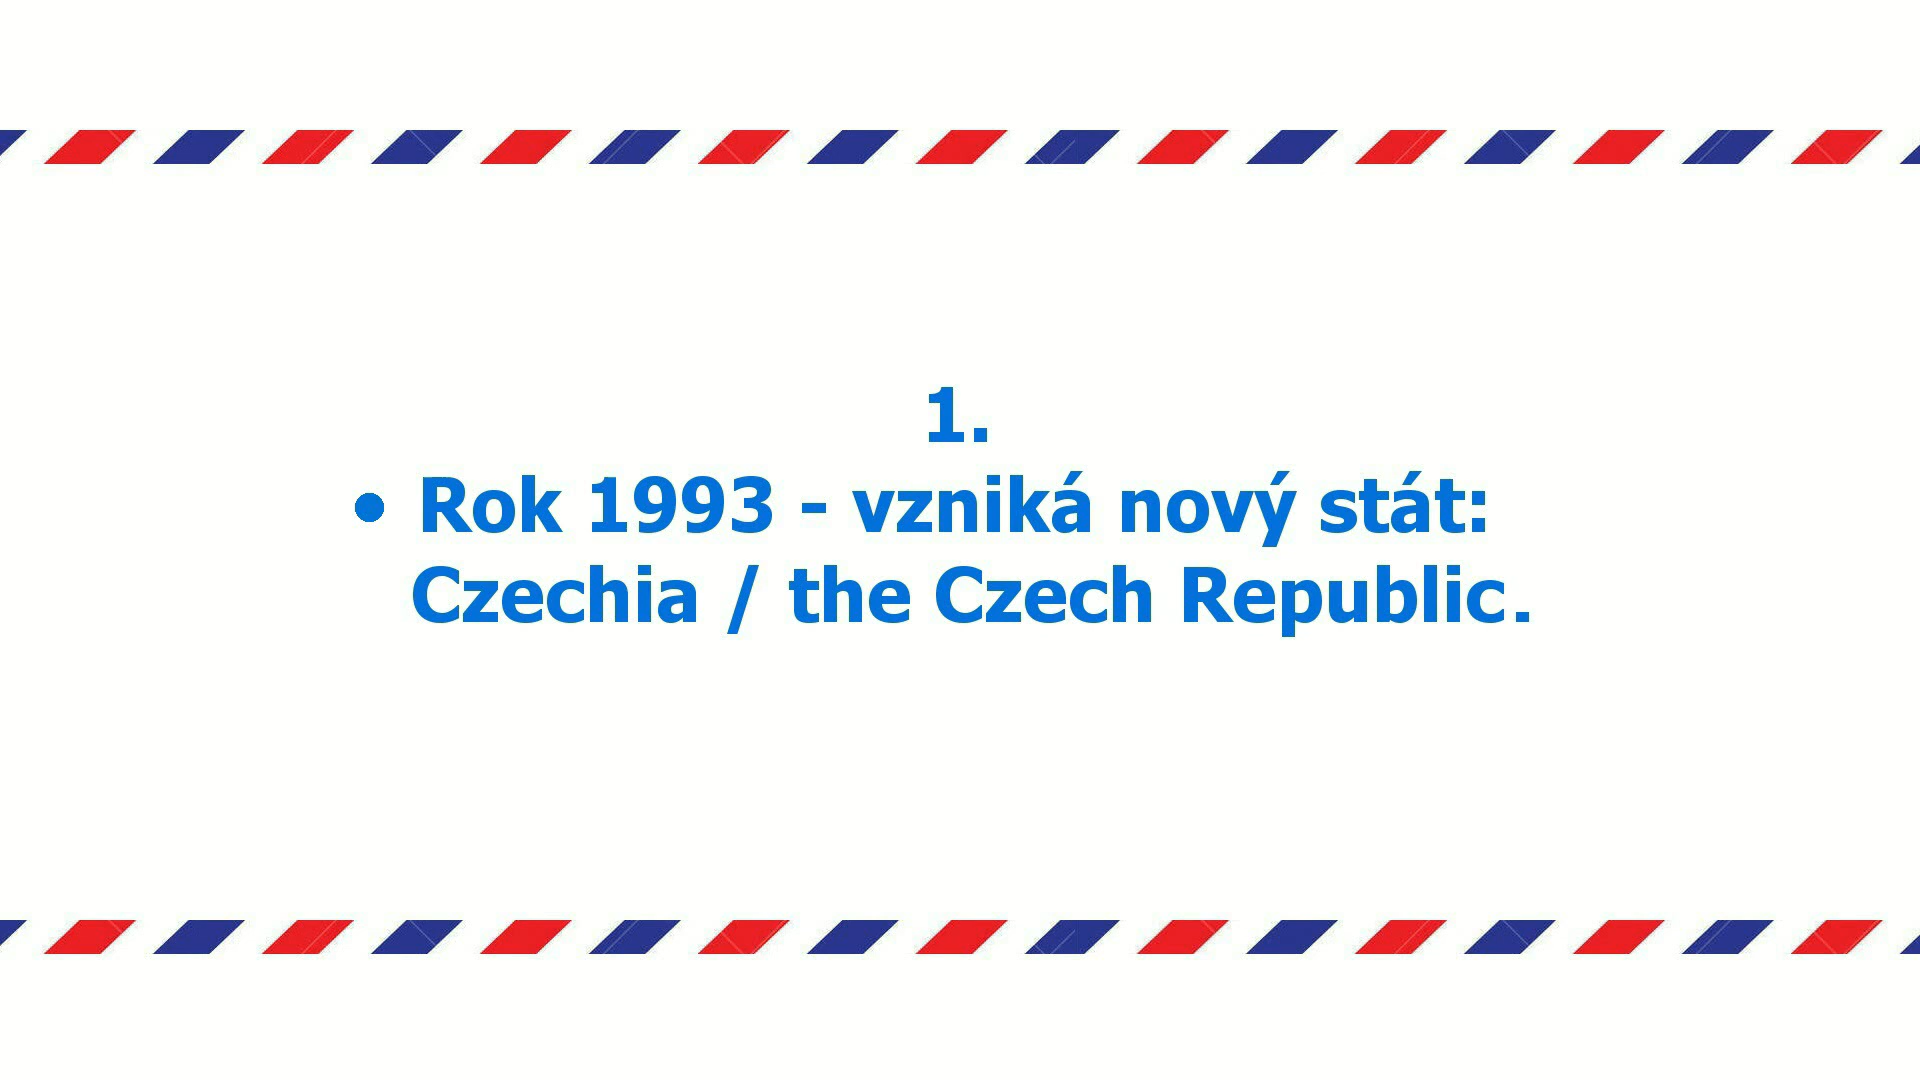 1.
• Rok 1993 - vzniká nový stát:
Czechia / the Czech Republic.